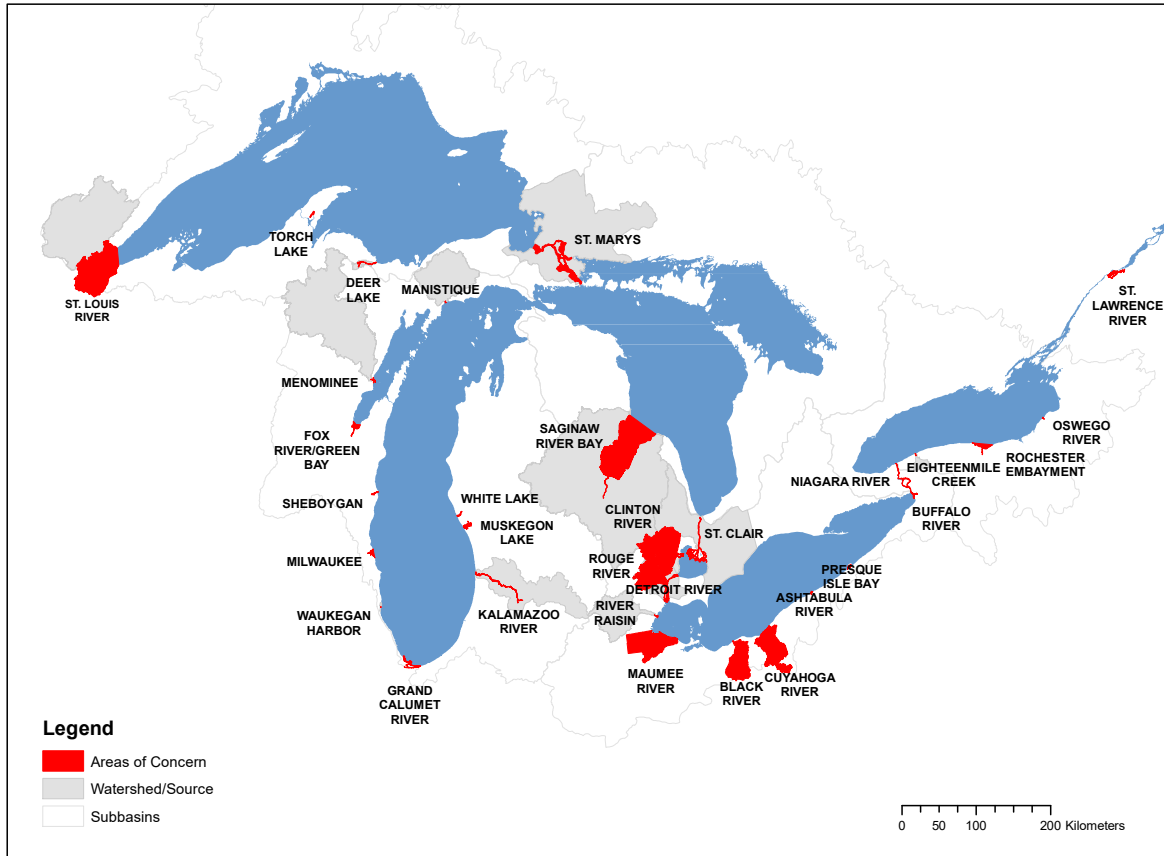 TORCH
LAKE
ST. MARYS
DEER
LAKE
MANISTIQUE
ST. LOUIS
RIVER
ST.
LAWRENCE
RIVER
MENOMINEE
FOX
RIVER/GREEN
BAY
SAGINAW
RIVER BAY
OSWEGO
RIVER
ROCHESTER
EMBAYMENT
EIGHTEENMILE
CREEK
NIAGARA RIVER
BUFFALO
RIVER
SHEBOYGAN
WHITE LAKE
MUSKEGON
LAKE
CLINTON
RIVER
ST. CLAIR
MILWAUKEE
ROUGE
RIVER
DETROIT RIVER
PRESQUE
ISLE BAY
ASHTABULA
RIVER
WAUKEGAN
HARBOR
KALAMAZOO
RIVER
RIVER
RAISIN
MAUMEE
RIVER
BLACK
RIVER
CUYAHOGA
RIVER
GRAND
CALUMET
RIVER
Legend
Areas of Concern
Watershed/Source
Subbasins
0 50 100 200 Kilometers